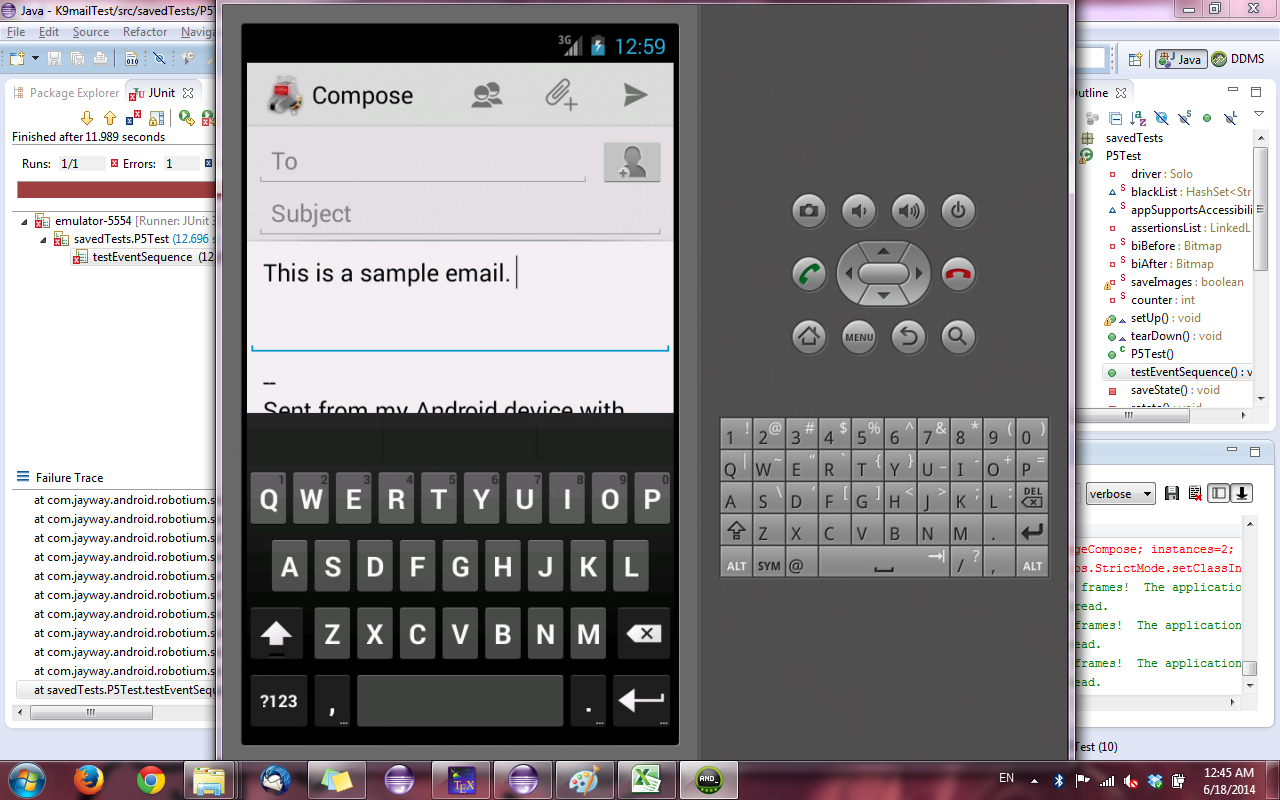 Java - K9mailTest/src/savedTests/P5T
File Edit Source Refactor Naviga
Java DDMS
Package Explorer JUnit
Finished after 11.989 seconds
Runs: 1/1 Errors: 1
emulator-5554 [Runner: JUnit 3
savedTests.P5Test (12.696 s
testEventSequence (12
Failure Trace
at com.jayway.android.robotium.s
at com.jayway.android.robotium.s
at com.jayway.android.robotium.s
at com.jayway.android.robotium.s
at com.jayway.android.robotium.s
at com.jayway.android.robotium.s
at com.jayway.android.robotium.s
at com.jayway.android.robotium.s
at com.jayway.android.robotium.s
at com.jayway.android.robotium.s
at savedTests.P5Test.testEventSequ
3G 12:59
Compose
To
Subject
This is a sample email.
--
Sent from my Android device with
Q 1 W 2 E 3 R 4 T 5 Y 6 U 7 I 8 O 9 P 0
A S D F G H J K L
Z X C V B N M
?123 , ... . ... ...
MENU
1 ! 2 @ 3 # 4 $ 5 % 6 ^ 7 & 8 * 9 ( 0 )
Q | W ~ E " R ` T { Y } U _ I - O + P =
A S \ D ' F [ G ] H < J > K ; L : DEL
Z X C V B N M .
ALT SYM @ / ? , ALT
Outline
savedTests
P5Test
driver : Solo
blackList : HashSet<Str
appSupportsAccessibili
assertionsList : LinkedL
biBefore : Bitmap
biAfter : Bitmap
saveImages : boolean
counter : int
setUp() : void
tearDown() : void
P5Test()
testEventSequence() : v
saveState() : void
verbose
geCompose; instances=2;
os.StrictMode.setClassIn
frames! The applicatio
read.
frames! The application
ead.
frames! The application
ead.
Test (10)
EN
12:45 AM
6/18/2014